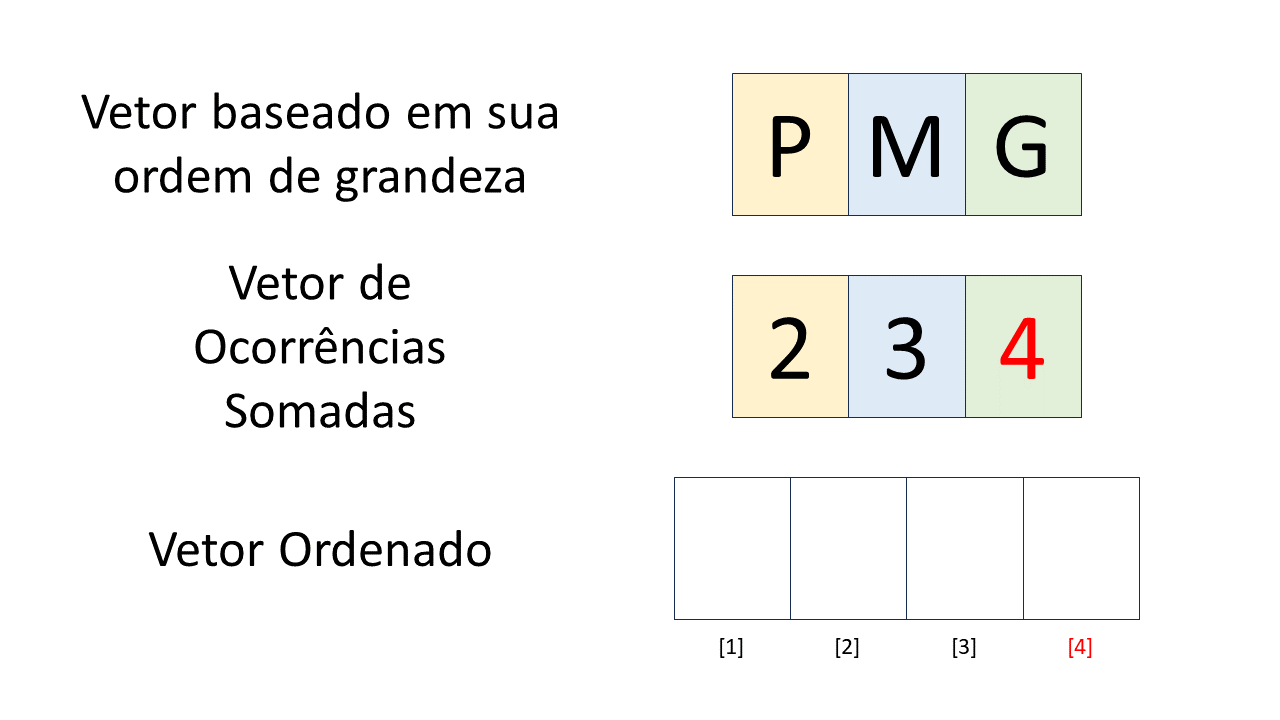 Vetor baseado em sua
ordem de grandeza
P M G
Vetor de
Ocorrências
Somadas
2 3 4
Vetor Ordenado
[1] [2] [3] [4]